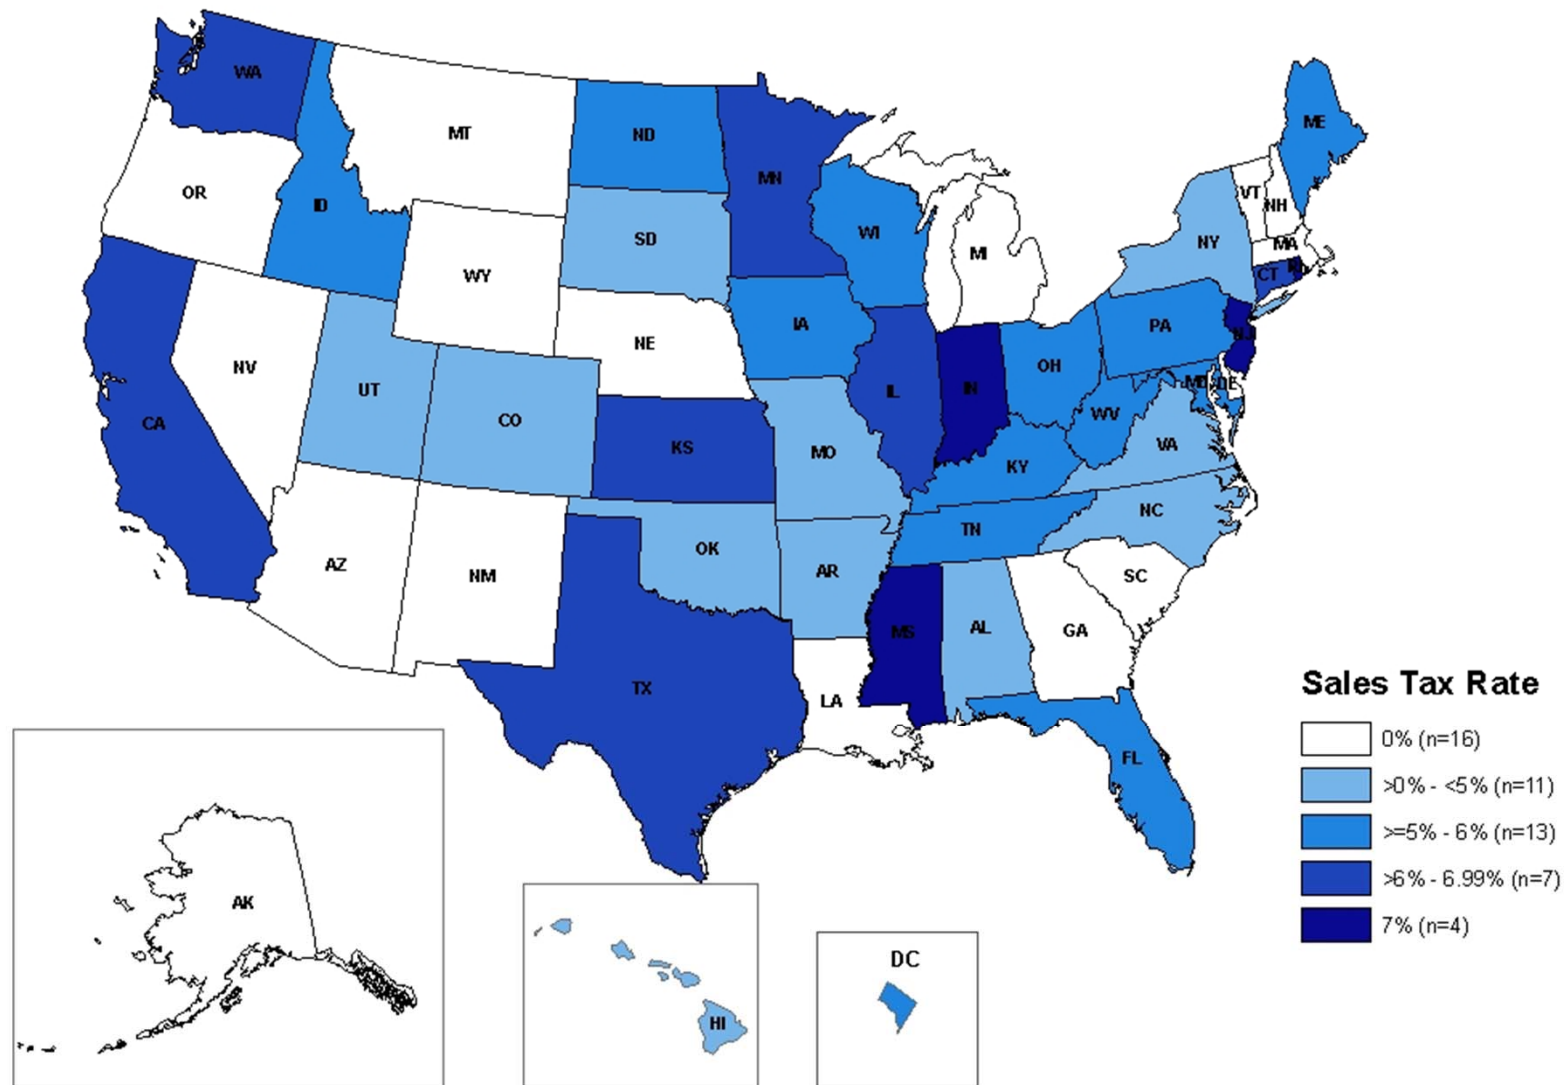 WA
MT
ND
ME
OR
ID
MN
VT
NH
SD
WI
NY
MA
MI
WY
CT
RI
IA
PA
NE
NJ
NV
OH
UT
IN
MD
DE
CO
IL
CA
WV
KS
MO
VA
KY
NC
TN
OK
AZ
AR
NM
SC
MS
AL
GA
TX
LA
FL
Sales Tax Rate
0% (n=16)
>0% - <5% (n=11)
>=5% - 6% (n=13)
>6% - 6.99% (n=7)
7% (n=4)
AK
DC
HI